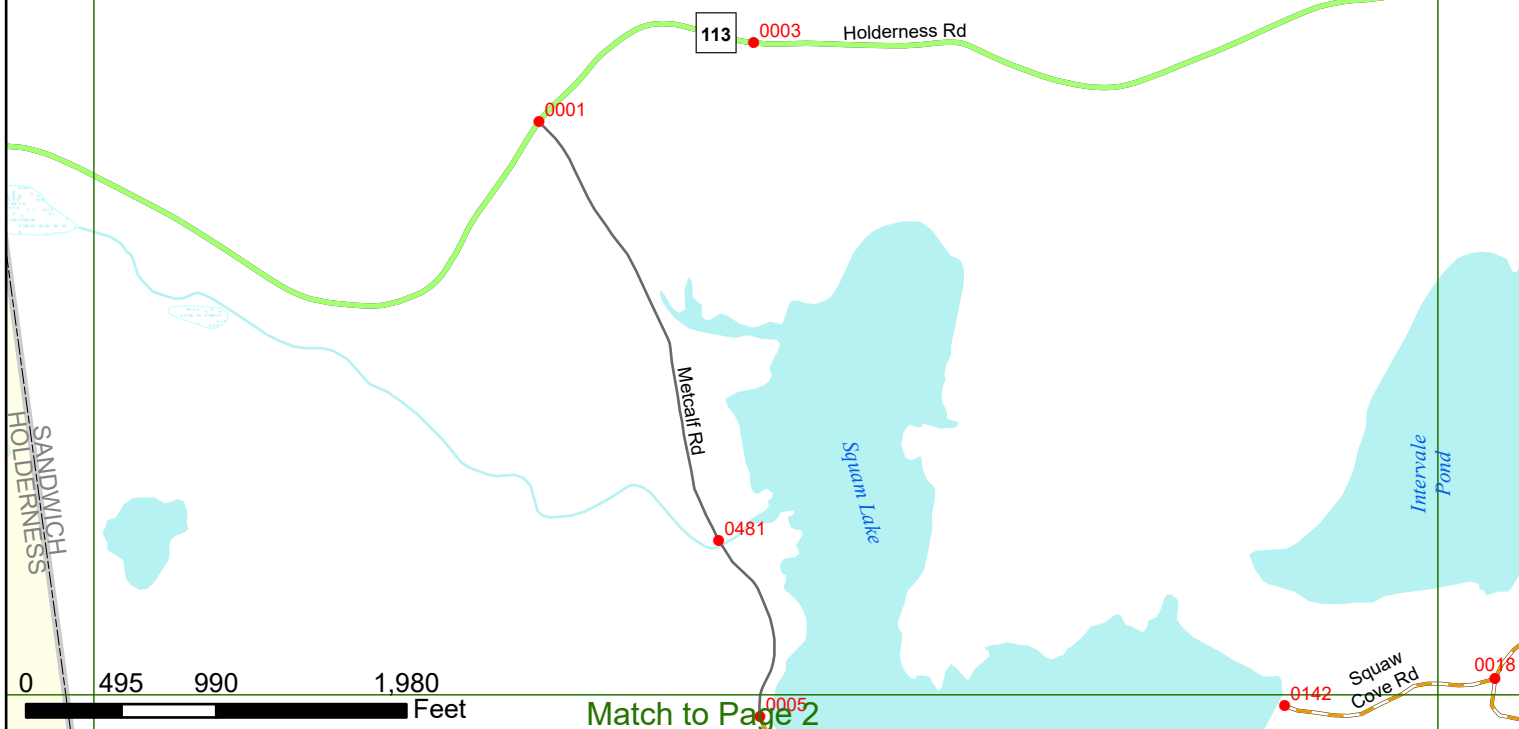 113
0003
Holderness Rd
0001
Metcalf Rd
Squam Lake
Intervale
Pond
SANDWICH
HOLDERNESS
0481
0 495 990 1,980
Feet
Match to Page 2
0005
0142
Squaw
Cove Rd
0018